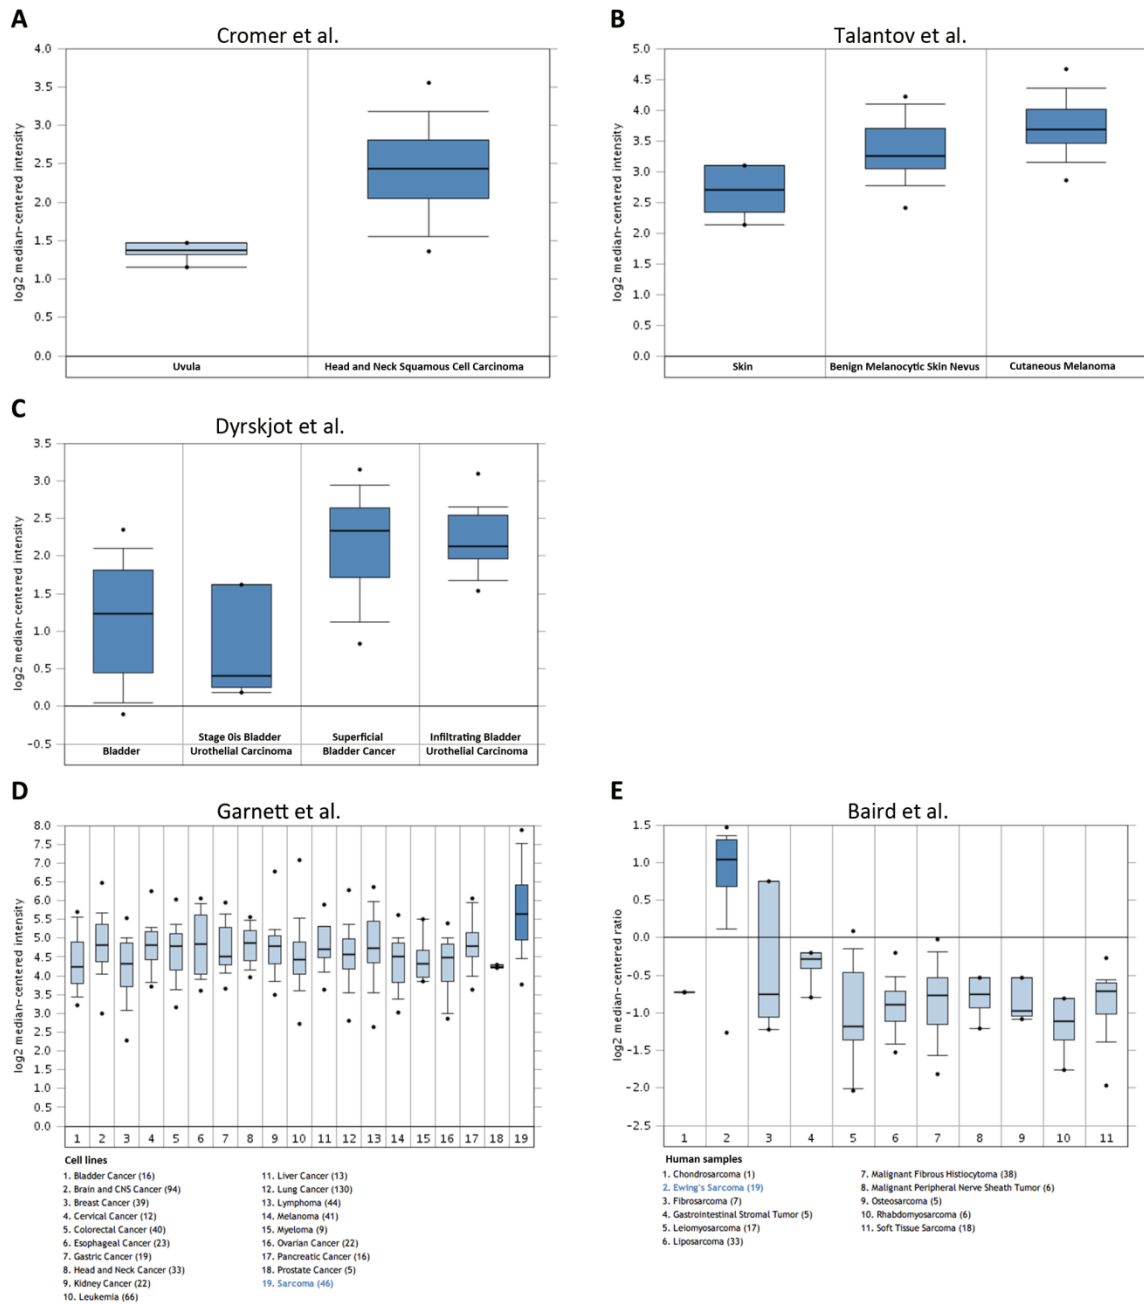 A
Cromer et al.
4.0
3.5
3.0
2.5
2.0
1.5
1.0
0.5
0.0
log2 median-centered intensity
Uvula
Head and Neck Squamous Cell Carcinoma
B
Talantov et al.
5.0
4.5
4.0
3.5
3.0
2.5
2.0
1.5
1.0
0.5
0.0
log2 median-centered intensity
Skin
Benign Melanocytic Skin Nevus
Cutaneous Melanoma
C
Dyrskjot et al.
3.5
3.0
2.5
2.0
1.5
1.0
0.5
0.0
-0.5
log2 median-centered intensity
Bladder
Stage 0is Bladder
Urothelial Carcinoma
Superficial
Bladder Cancer
Infiltrating Bladder
Urothelial Carcinoma
D
Garnett et al.
8.0
7.5
7.0
6.5
6.0
5.5
5.0
4.5
4.0
3.5
3.0
2.5
2.0
1.5
1.0
0.5
0.0
log2 median-centered intensity
1 2 3 4 5 6 7 8 9 10 11 12 13 14 15 16 17 18 19
Cell lines
1. Bladder Cancer (16)
2. Brain and CNS Cancer (94)
3. Breast Cancer (39)
4. Cervical Cancer (12)
5. Colorectal Cancer (40)
6. Esophageal Cancer (23)
7. Gastric Cancer (19)
8. Head and Neck Cancer (33)
9. Kidney Cancer (22)
10. Leukemia (66)
11. Liver Cancer (13)
12. Lung Cancer (130)
13. Lymphoma (44)
14. Melanoma (41)
15. Myeloma (9)
16. Ovarian Cancer (22)
17. Pancreatic Cancer (16)
18. Prostate Cancer (5)
19. Sarcoma (46)
E
Baird et al.
1.5
1.0
0.5
0.0
-0.5
-1.0
-1.5
-2.0
-2.5
log2 median-centered ratio
1 2 3 4 5 6 7 8 9 10 11
Human samples
1. Chondrosarcoma (1)
2. Ewing's Sarcoma (19)
3. Fibrosarcoma (7)
4. Gastrointestinal Stromal Tumor (5)
5. Leiomyosarcoma (17)
6. Liposarcoma (33)
7. Malignant Fibrous Histiocytoma (38)
8. Malignant Peripheral Nerve Sheath Tumor (6)
9. Osteosarcoma (5)
10. Rhabdomyosarcoma (6)
11. Soft Tissue Sarcoma (18)